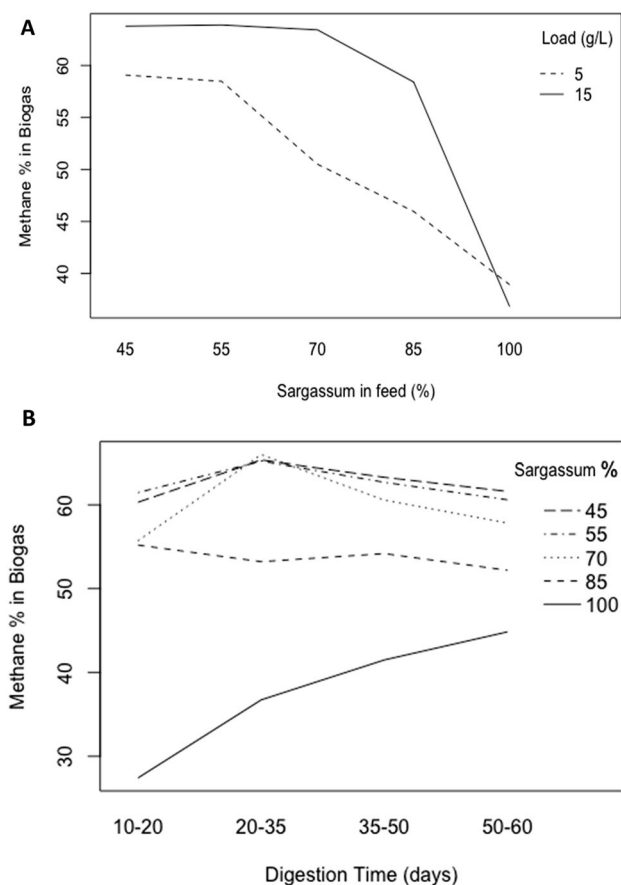 A
Methane % in Biogas
60
55
50
45
40
Load (g/L)
5
15
45 55 70 85 100
Sargassum in feed (%)
B
Methane % in Biogas
60
50
40
30
Sargassum %
45
55
70
85
100
10-20 20-35 35-50 50-60
Digestion Time (days)